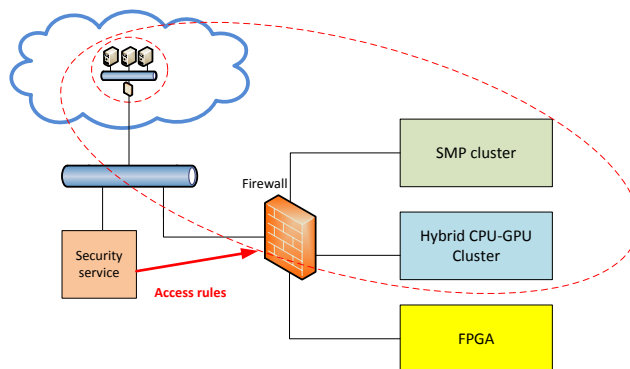 SMP cluster
Firewall
Hybrid CPU-GPU
Cluster
Security
service
Access rules
FPGA